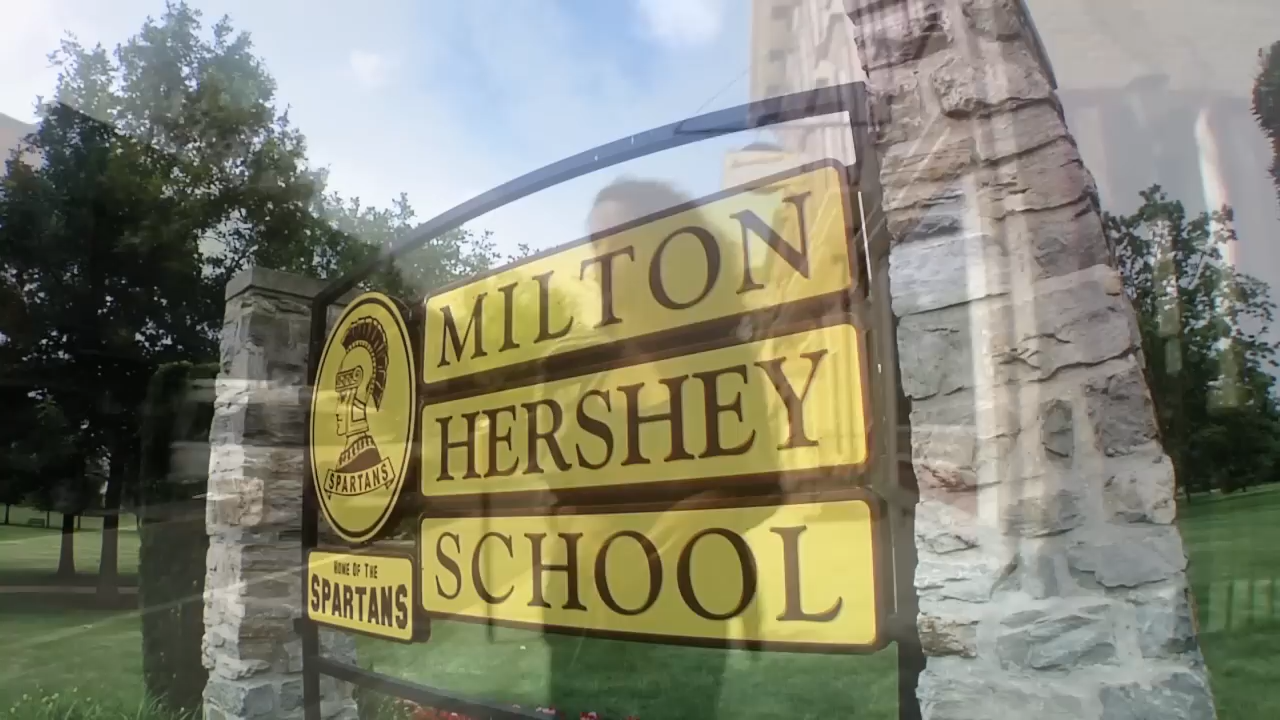 MILTON
HERSHEY
SCHOOL
SPARTANS
HOME OF THE
SPARTANS